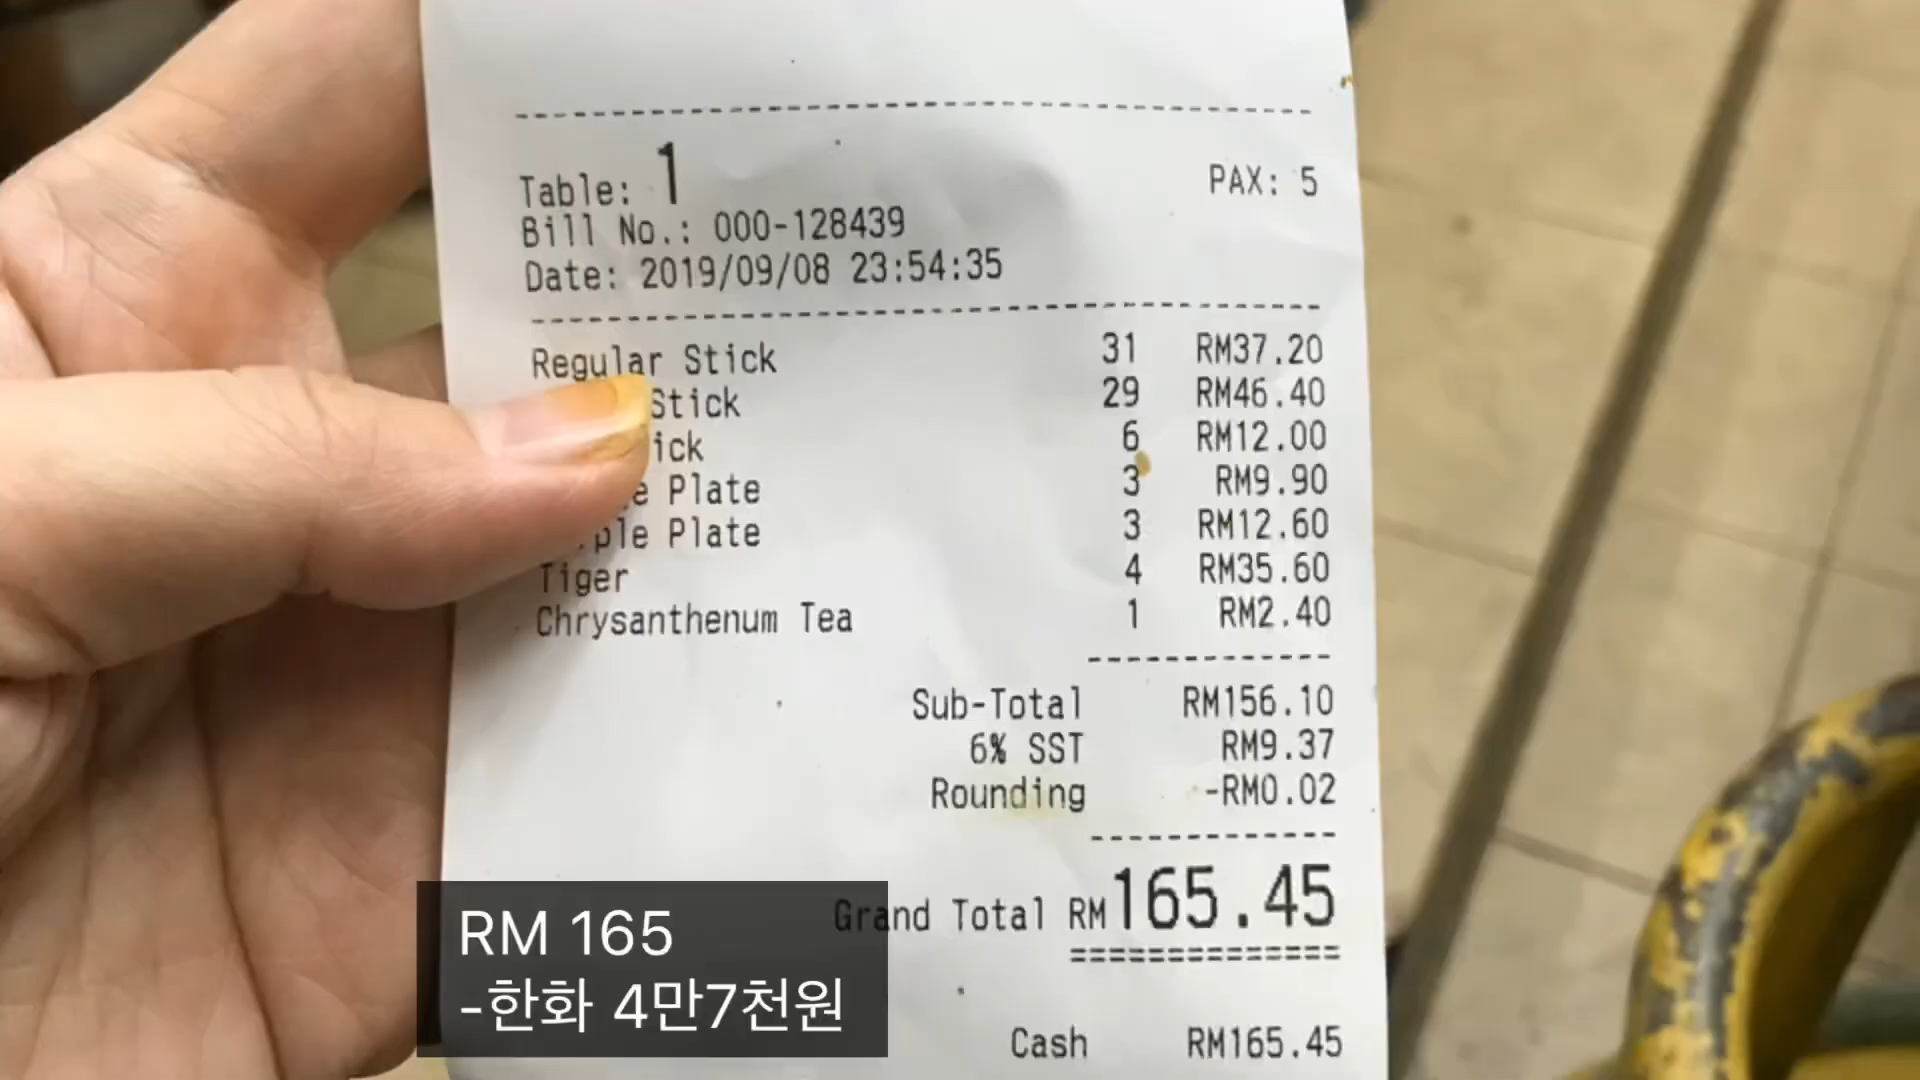 Table: 1 PAX: 5
Bill No.: 000-128439
Date: 2019/09/08 23:54:35
Regular Stick 31 RM37.20
Stick 29 RM46.40
6 RM12.00
Plate 3 RM9.90
Plate 3 RM12.60
Tiger 4 RM35.60
Chrysanthenum Tea 1 RM2.40
Sub-Total RM156.10
6% SST RM9.37
Rounding -RM0.02
Grand Total RM165.45
Cash RM165.45
RM 165
-한화 4만7천원